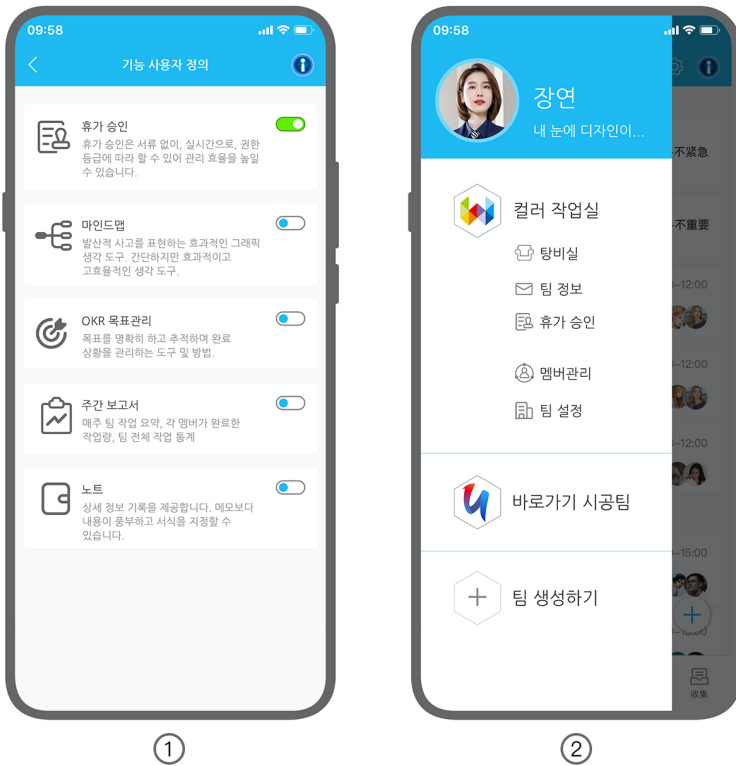 09:58
기능 사용자 정의
휴가 승인
휴가 승인은 서류 없이, 실시간으로, 권한
등급에 따라 할 수 있어 관리 효율을 높일
수 있습니다.
마인드맵
발산적 사고를 표현하는 효과적인 그래픽
생각 도구. 간단하지만 효과적이고
고효율적인 생각 도구.
OKR 목표관리
목표를 명확히 하고 추적하며 완료
상황을 관리하는 도구 및 방법.
주간 보고서
매주 팀 작업 요약, 각 멤버가 완료한
작업량, 팀 전체 작업 통계
노트
상세 정보 기록을 제공합니다. 메모보다
내용이 풍부하고 서식을 지정할 수
있습니다.
①
09:58
장연
내 눈에 디자인이...
컬러 작업실
탕비실
팀 정보
휴가 승인
멤버관리
팀 설정
바로가기 시공팀
팀 생성하기
不紧急
不重要
–12:00
–12:00
–12:00
–15:00
收集
②